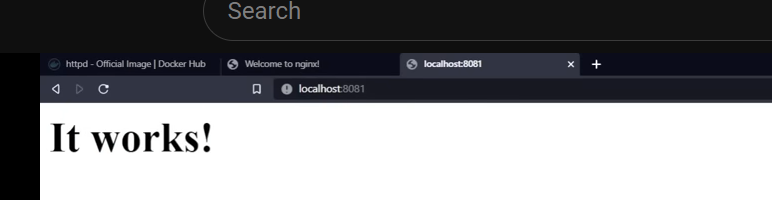 Search
httpd - Official Image | Docker Hub
Welcome to nginx!
localhost:8081
localhost:8081
It works!